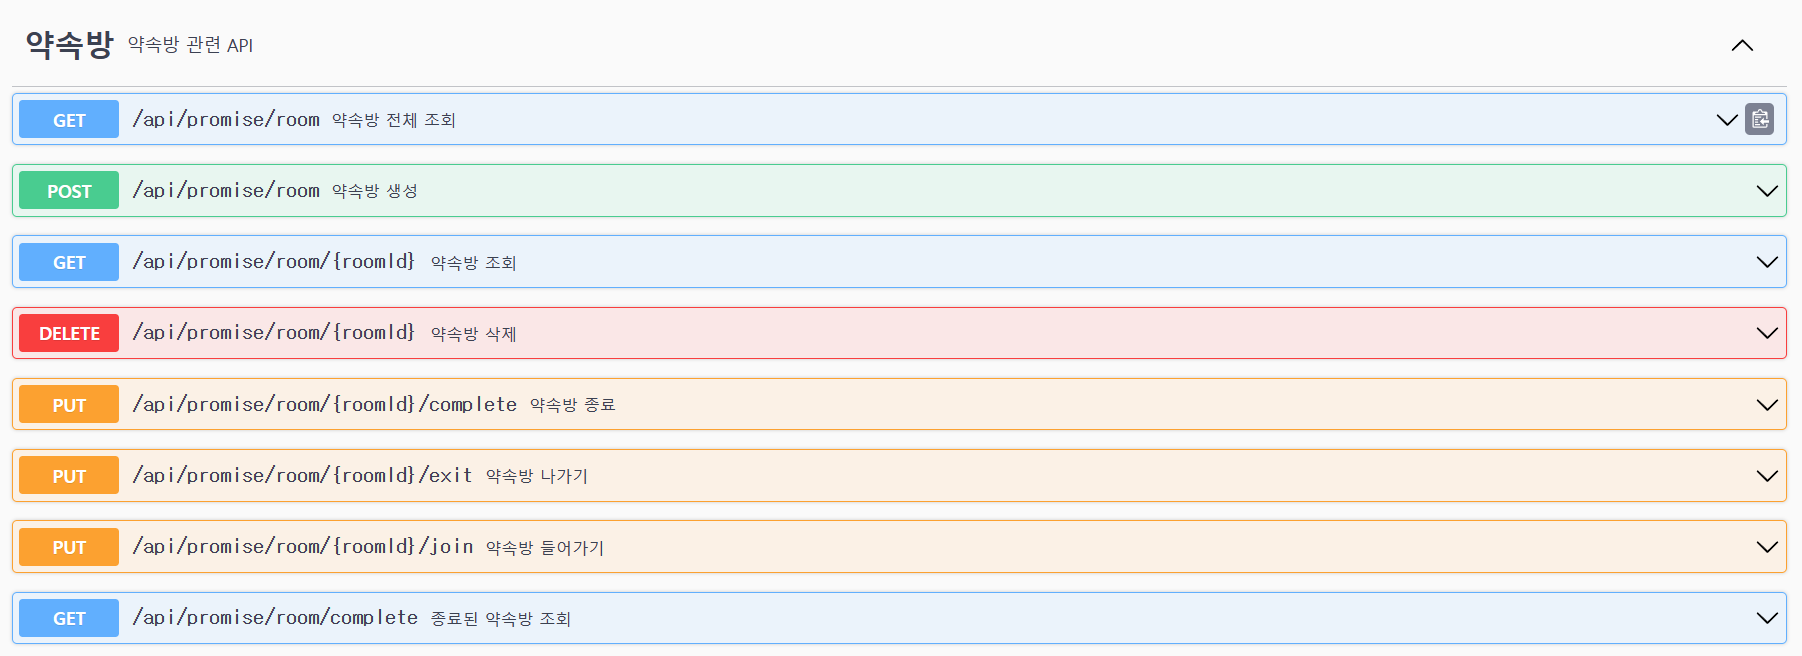 약속방 약속방 관련 API
GET /api/promise/room 약속방 전체 조회
POST /api/promise/room 약속방 생성
GET /api/promise/room/{roomId} 약속방 조회
DELETE /api/promise/room/{roomId} 약속방 삭제
PUT /api/promise/room/{roomId}/complete 약속방 종료
PUT /api/promise/room/{roomId}/exit 약속방 나가기
PUT /api/promise/room/{roomId}/join 약속방 들어가기
GET /api/promise/room/complete 종료된 약속방 조회